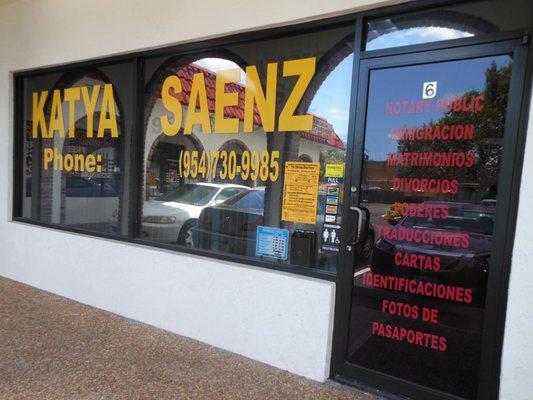 KATYA SAENZ
Phone: (954) 730-9985
6
NOTARY PUBLIC
INMIGRACION
MATRIMONIOS
DIVORCIOS
PODERES
TRADUCCIONES
CARTAS
IDENTIFICACIONES
FOTOS DE
PASAPORTES
PULL